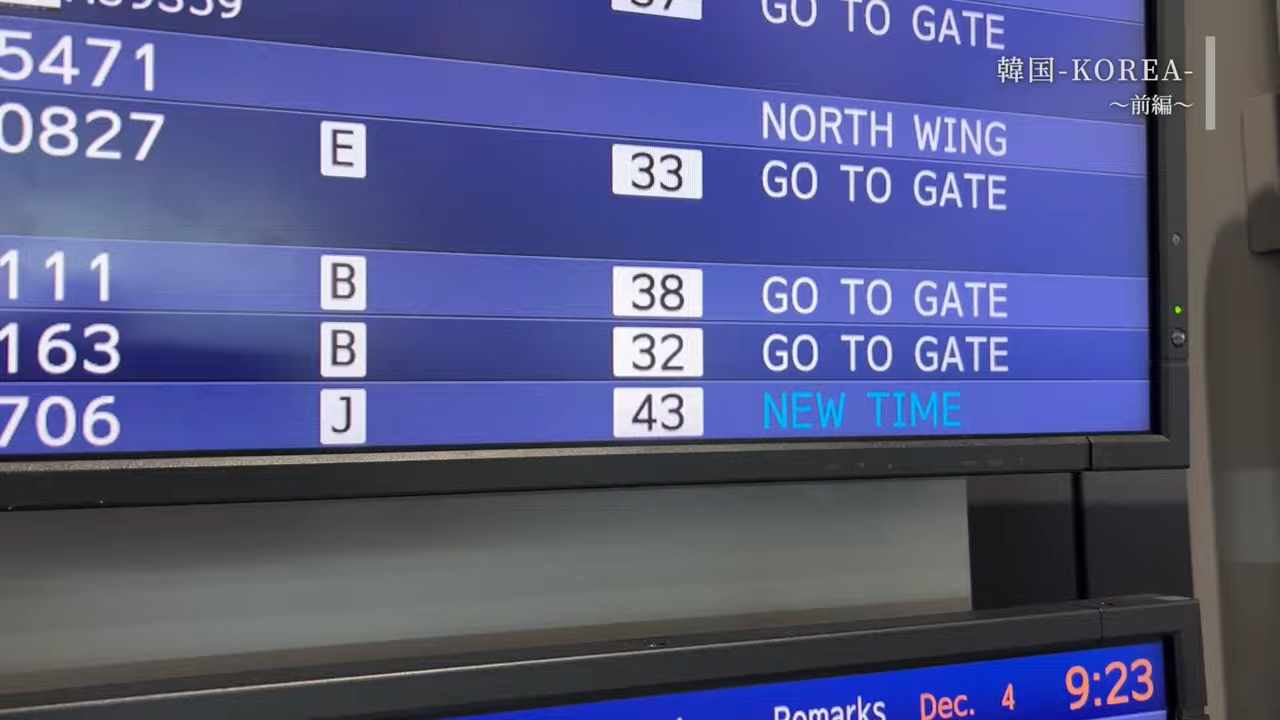 GO TO GATE
韓国-KOREA-
～前編～
5471 NORTH WING
0827 E 33 GO TO GATE
111 B 38 GO TO GATE
163 B 32 GO TO GATE
706 J 43 NEW TIME
Remarks Dec. 4 9:23